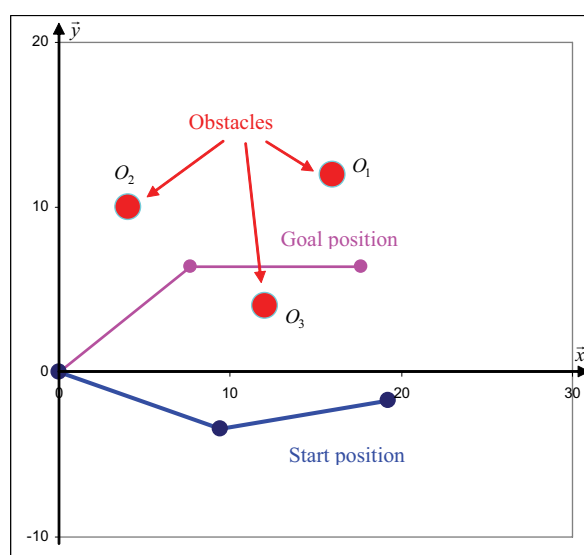 20
y
Obstacles
O2
O1
10
Goal position
O3
0
x
0
10
20
30
Start position
-10